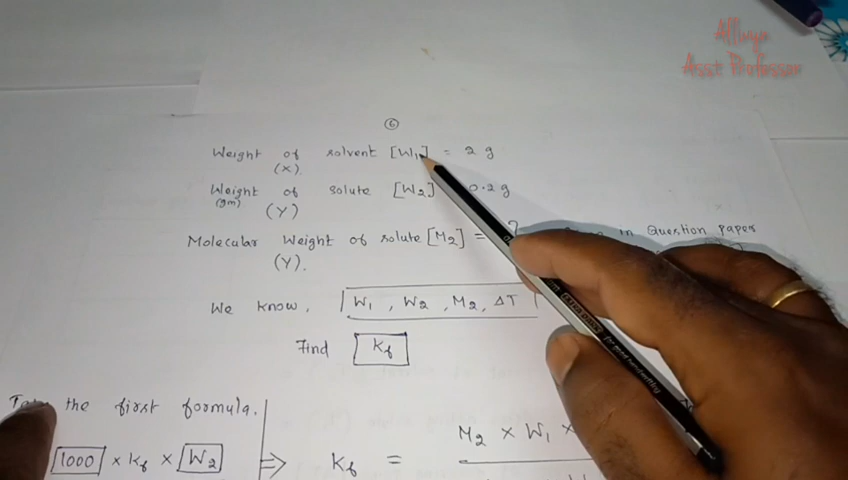 Alluya
Asst Professor
6
Weight of solvent [W1] = 2 g
(X).
Weight of solute [W2] 0.2 g
(gm) (Y)
Molecular Weight of solute [M2] = ? in Question paper
(Y).
We know, W1, W2, M2, ΔT
Find Kf
the first formula.
1000 × Kf × W2 ⇒ Kf = M2 × W1 ×